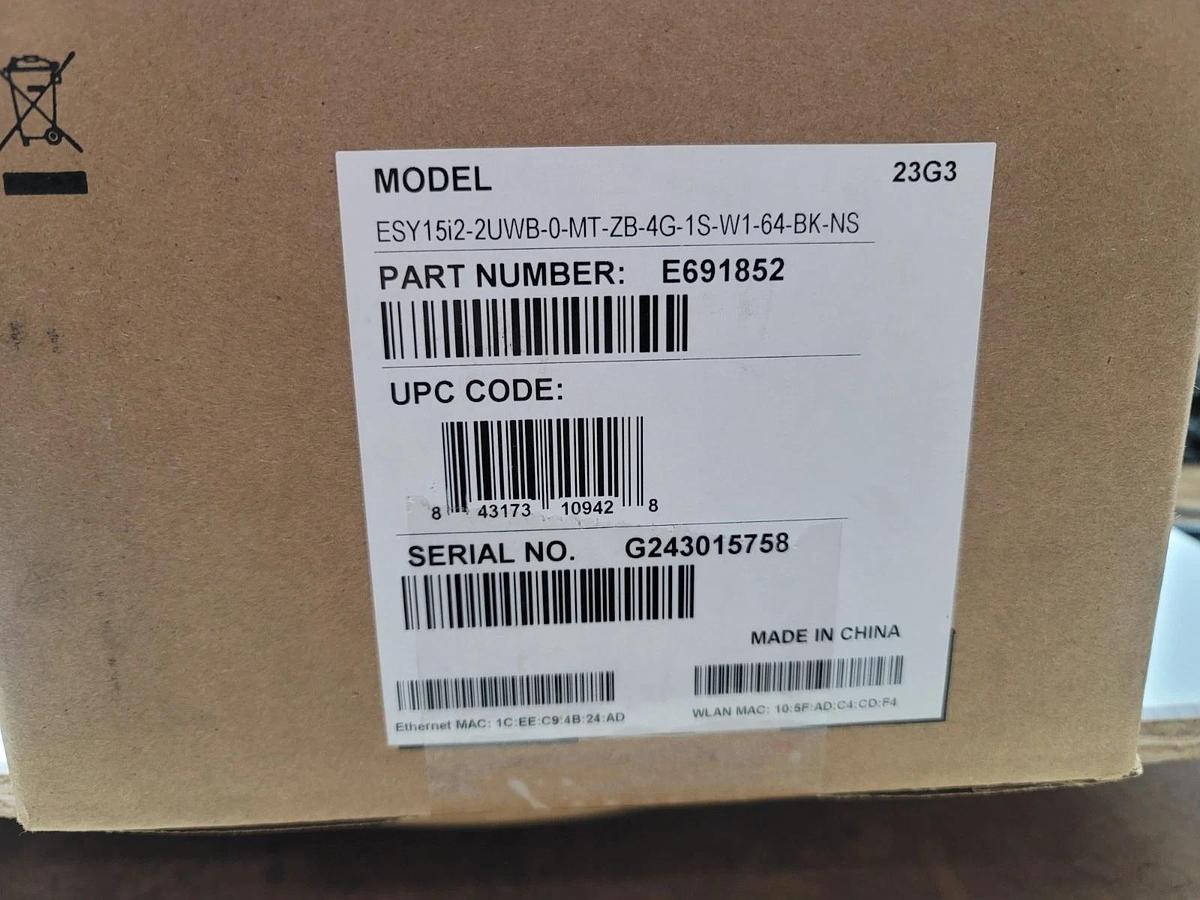 MODEL 23G3
ESY15i2-2UWB-0-MT-ZB-4G-1S-W1-64-BK-NS
PART NUMBER: E691852
UPC CODE:
8 43173 10942 8
SERIAL NO. G243015758
MADE IN CHINA
Ethernet MAC: 1C:EE:C9:4B:24:AD WLAN MAC: 10:5F:AD:C4:CD:F4